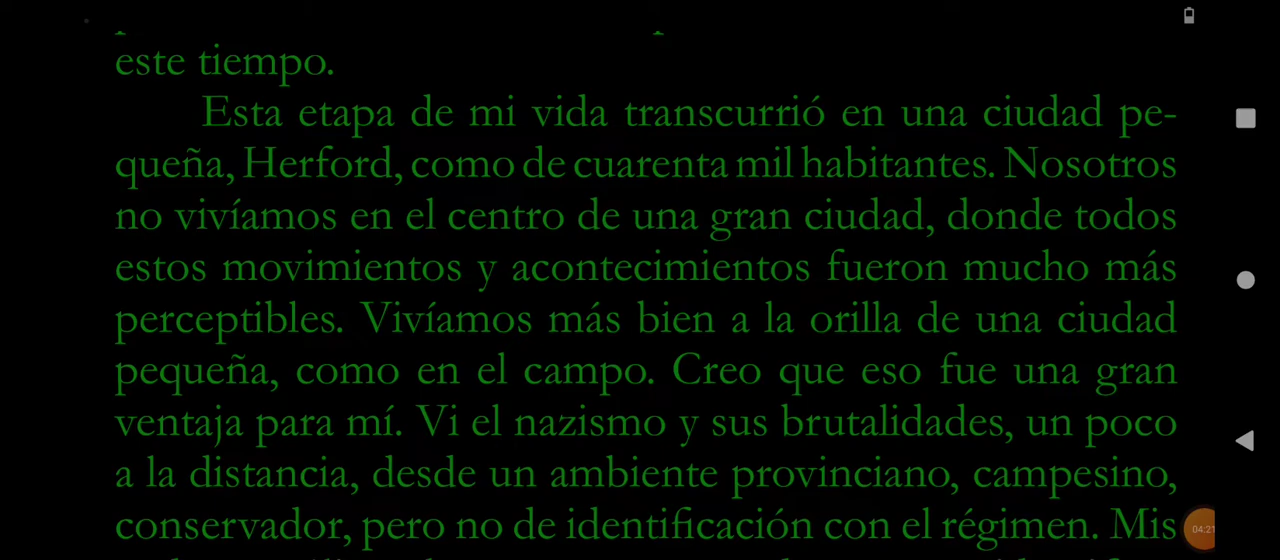 este tiempo.
Esta etapa de mi vida transcurrió en una ciudad pe-
queña, Herford, como de cuarenta mil habitantes. Nosotros
no vivíamos en el centro de una gran ciudad, donde todos
estos movimientos y acontecimientos fueron mucho más
perceptibles. Vivíamos más bien a la orilla de una ciudad
pequeña, como en el campo. Creo que eso fue una gran
ventaja para mí. Vi el nazismo y sus brutalidades, un poco
a la distancia, desde un ambiente provinciano, campesino,
conservador, pero no de identificación con el régimen. Mis
04:21